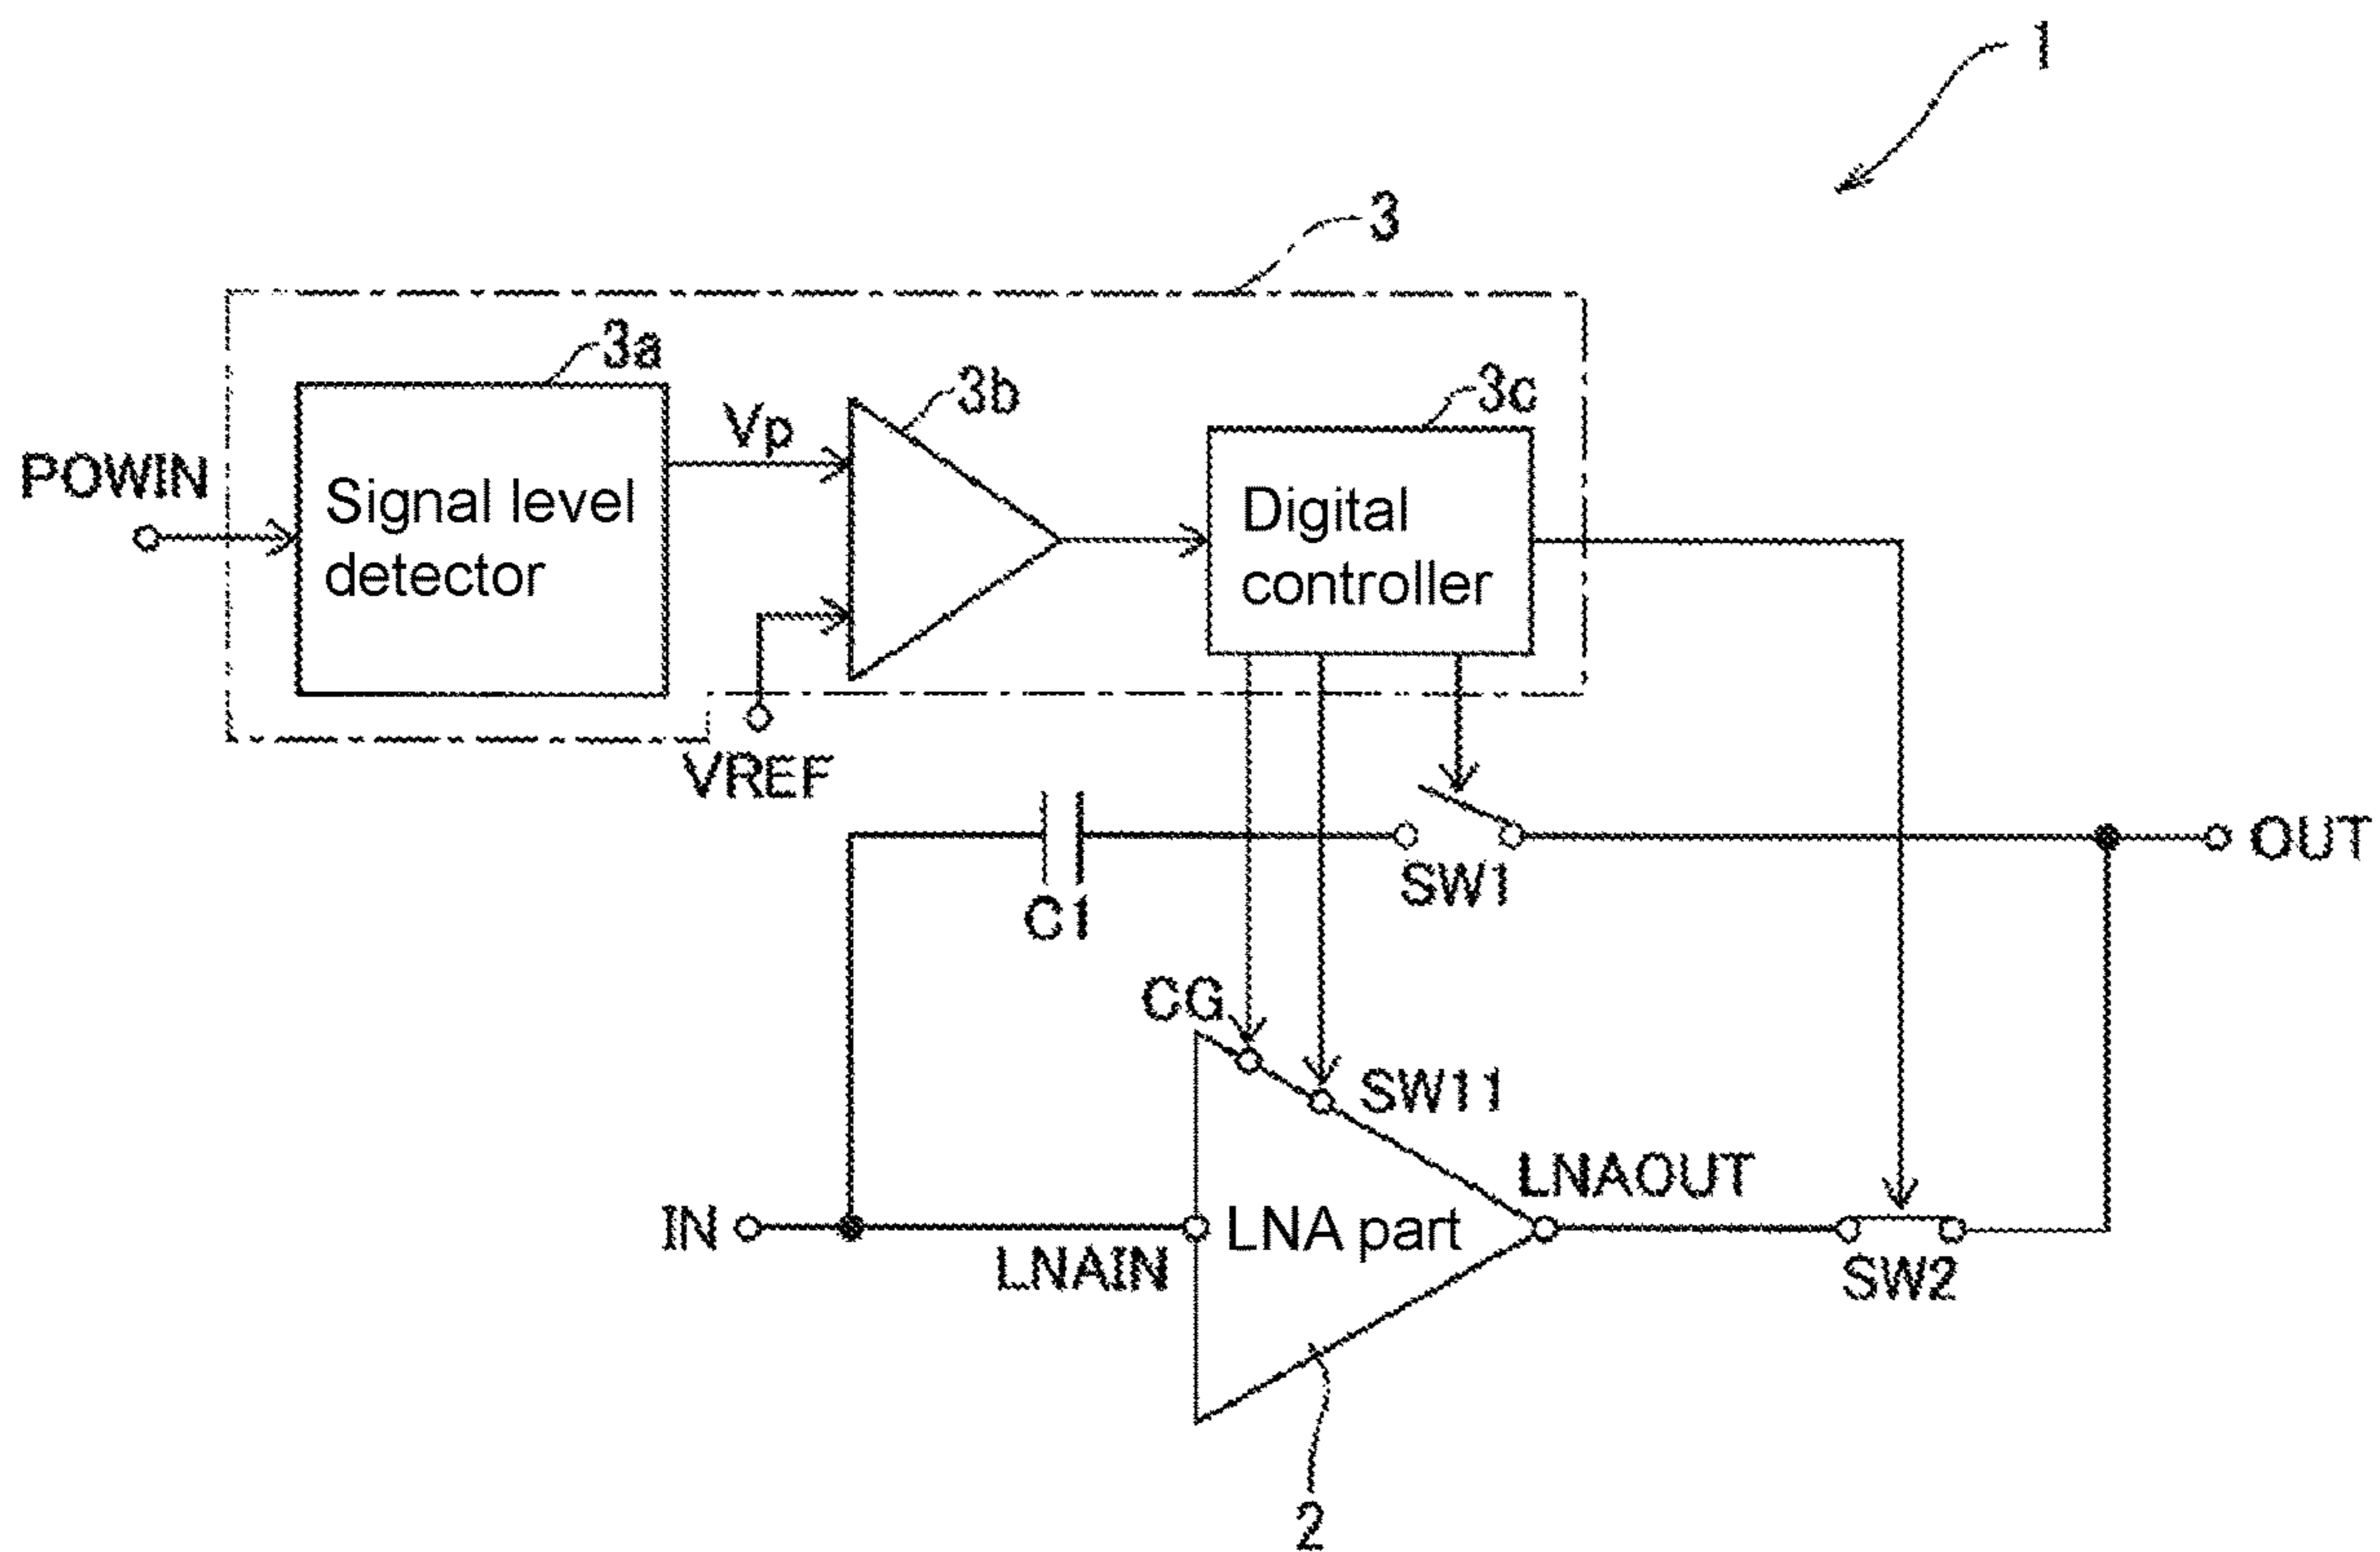 1
3
3a
3b
3c
Vp
POWIN
Signal level
detector
Digital
controller
VREF
C1
SW1
OUT
CG
SW11
LNAOUT
IN
LNAIN
LNA part
SW2
2